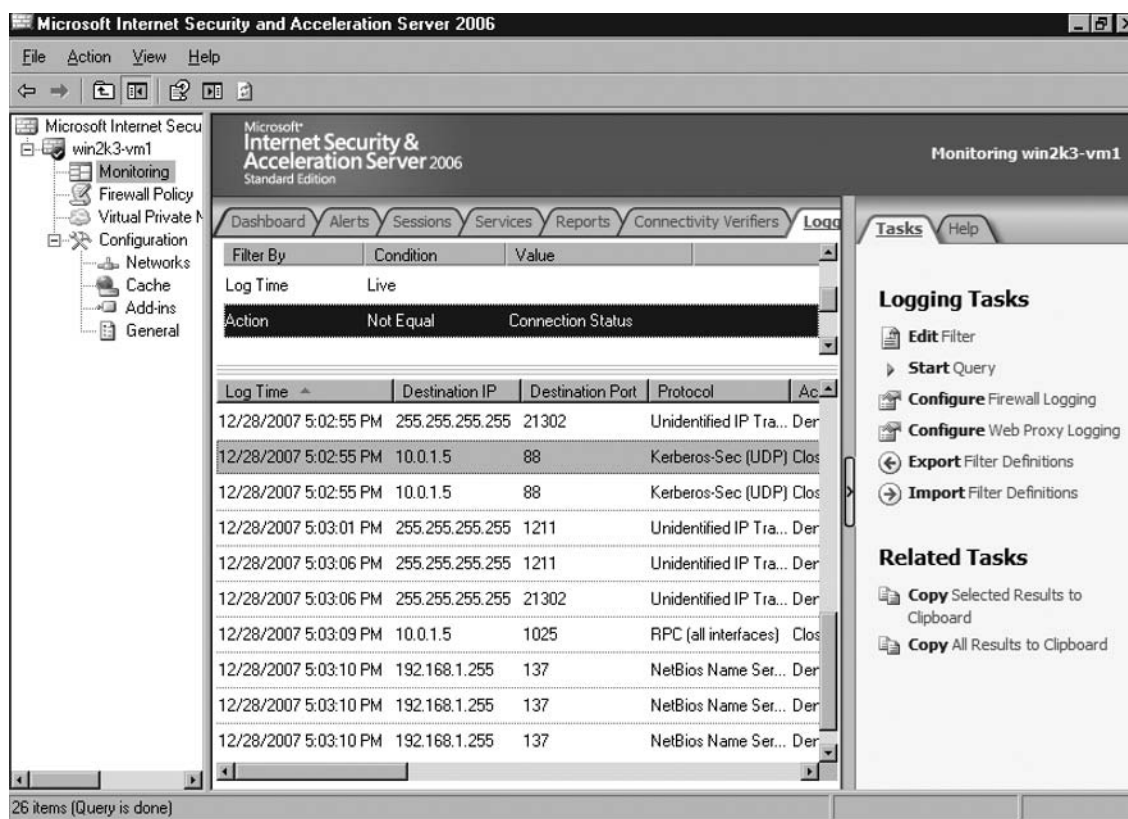 Microsoft Internet Security and Acceleration Server 2006
File Action View Help
Microsoft Internet Secu
win2k3-vm1
Monitoring
Firewall Policy
Virtual Private N
Configuration
Networks
Cache
Add-ins
General
Microsoft
Internet Security &
Acceleration Server 2006
Standard Edition
Monitoring win2k3-vm1
Dashboard Alerts Sessions Services Reports Connectivity Verifiers Logg
Filter By Condition Value
Log Time Live
Action Not Equal Connection Status
Log Time Destination IP Destination Port Protocol Ac
12/28/2007 5:02:55 PM 255.255.255.255 21302 Unidentified IP Tra... Der
12/28/2007 5:02:55 PM 10.0.1.5 88 Kerberos-Sec (UDP) Clos
12/28/2007 5:02:55 PM 10.0.1.5 88 Kerberos-Sec (UDP) Clos
12/28/2007 5:03:01 PM 255.255.255.255 1211 Unidentified IP Tra... Der
12/28/2007 5:03:06 PM 255.255.255.255 1211 Unidentified IP Tra... Der
12/28/2007 5:03:06 PM 255.255.255.255 21302 Unidentified IP Tra... Der
12/28/2007 5:03:09 PM 10.0.1.5 1025 RPC (all interfaces) Clos
12/28/2007 5:03:10 PM 192.168.1.255 137 NetBios Name Ser... Der
12/28/2007 5:03:10 PM 192.168.1.255 137 NetBios Name Ser... Der
12/28/2007 5:03:10 PM 192.168.1.255 137 NetBios Name Ser... Der
Tasks Help
Logging Tasks
Edit Filter
Start Query
Configure Firewall Logging
Configure Web Proxy Logging
Export Filter Definitions
Import Filter Definitions
Related Tasks
Copy Selected Results to
Clipboard
Copy All Results to Clipboard
26 items (Query is done)